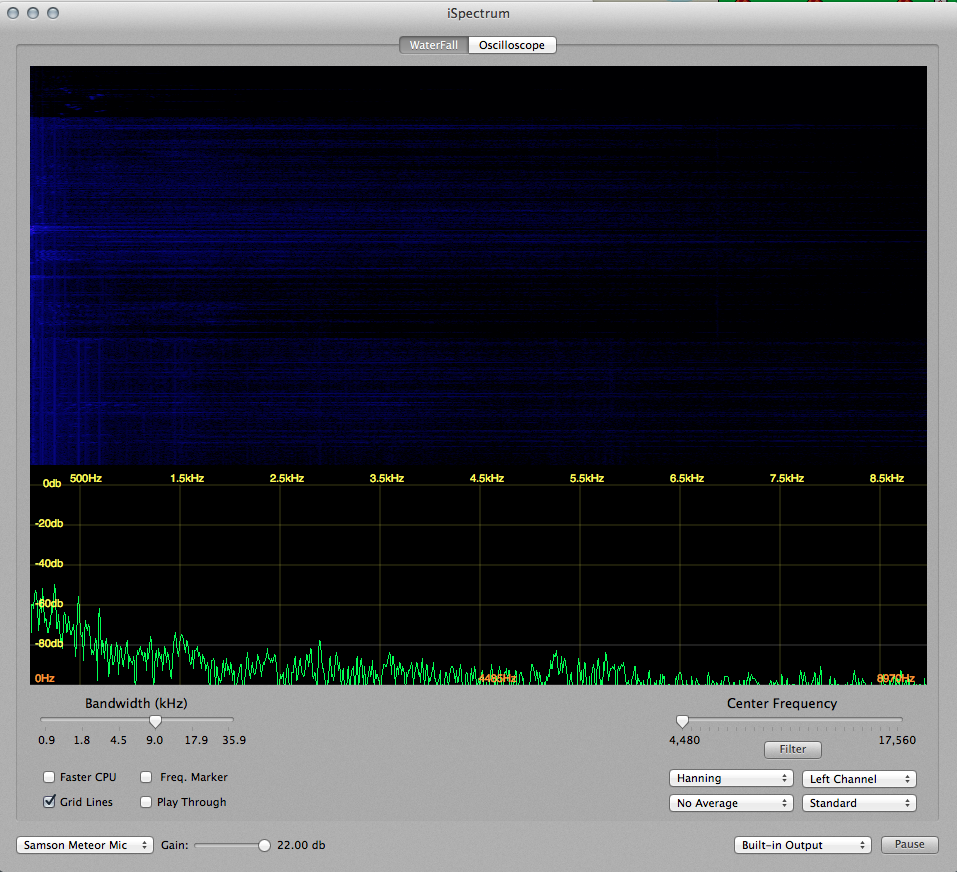 iSpectrum
WaterFall Oscilloscope
500Hz 1.5kHz 2.5kHz 3.5kHz 4.5kHz 5.5kHz 6.5kHz 7.5kHz 8.5kHz
0db
-20db
-40db
-60db
-80db
0Hz 4485Hz 8970Hz
Bandwidth (kHz) Center Frequency
0.9 1.8 4.5 9.0 17.9 35.9 4,480 17,560
Filter
Faster CPU Freq. Marker Hanning Left Channel
Grid Lines Play Through No Average Standard
Samson Meteor Mic Gain: 22.00 db Built-in Output Pause